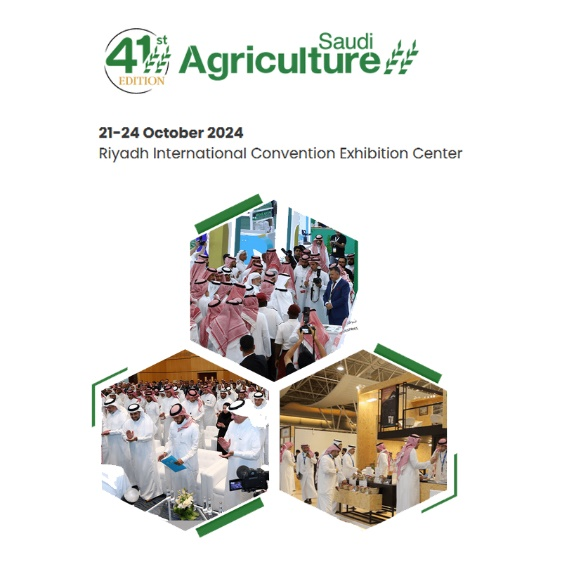 41st
EDITION
Saudi
Agriculture
21-24 October 2024
Riyadh International Convention Exhibition Center